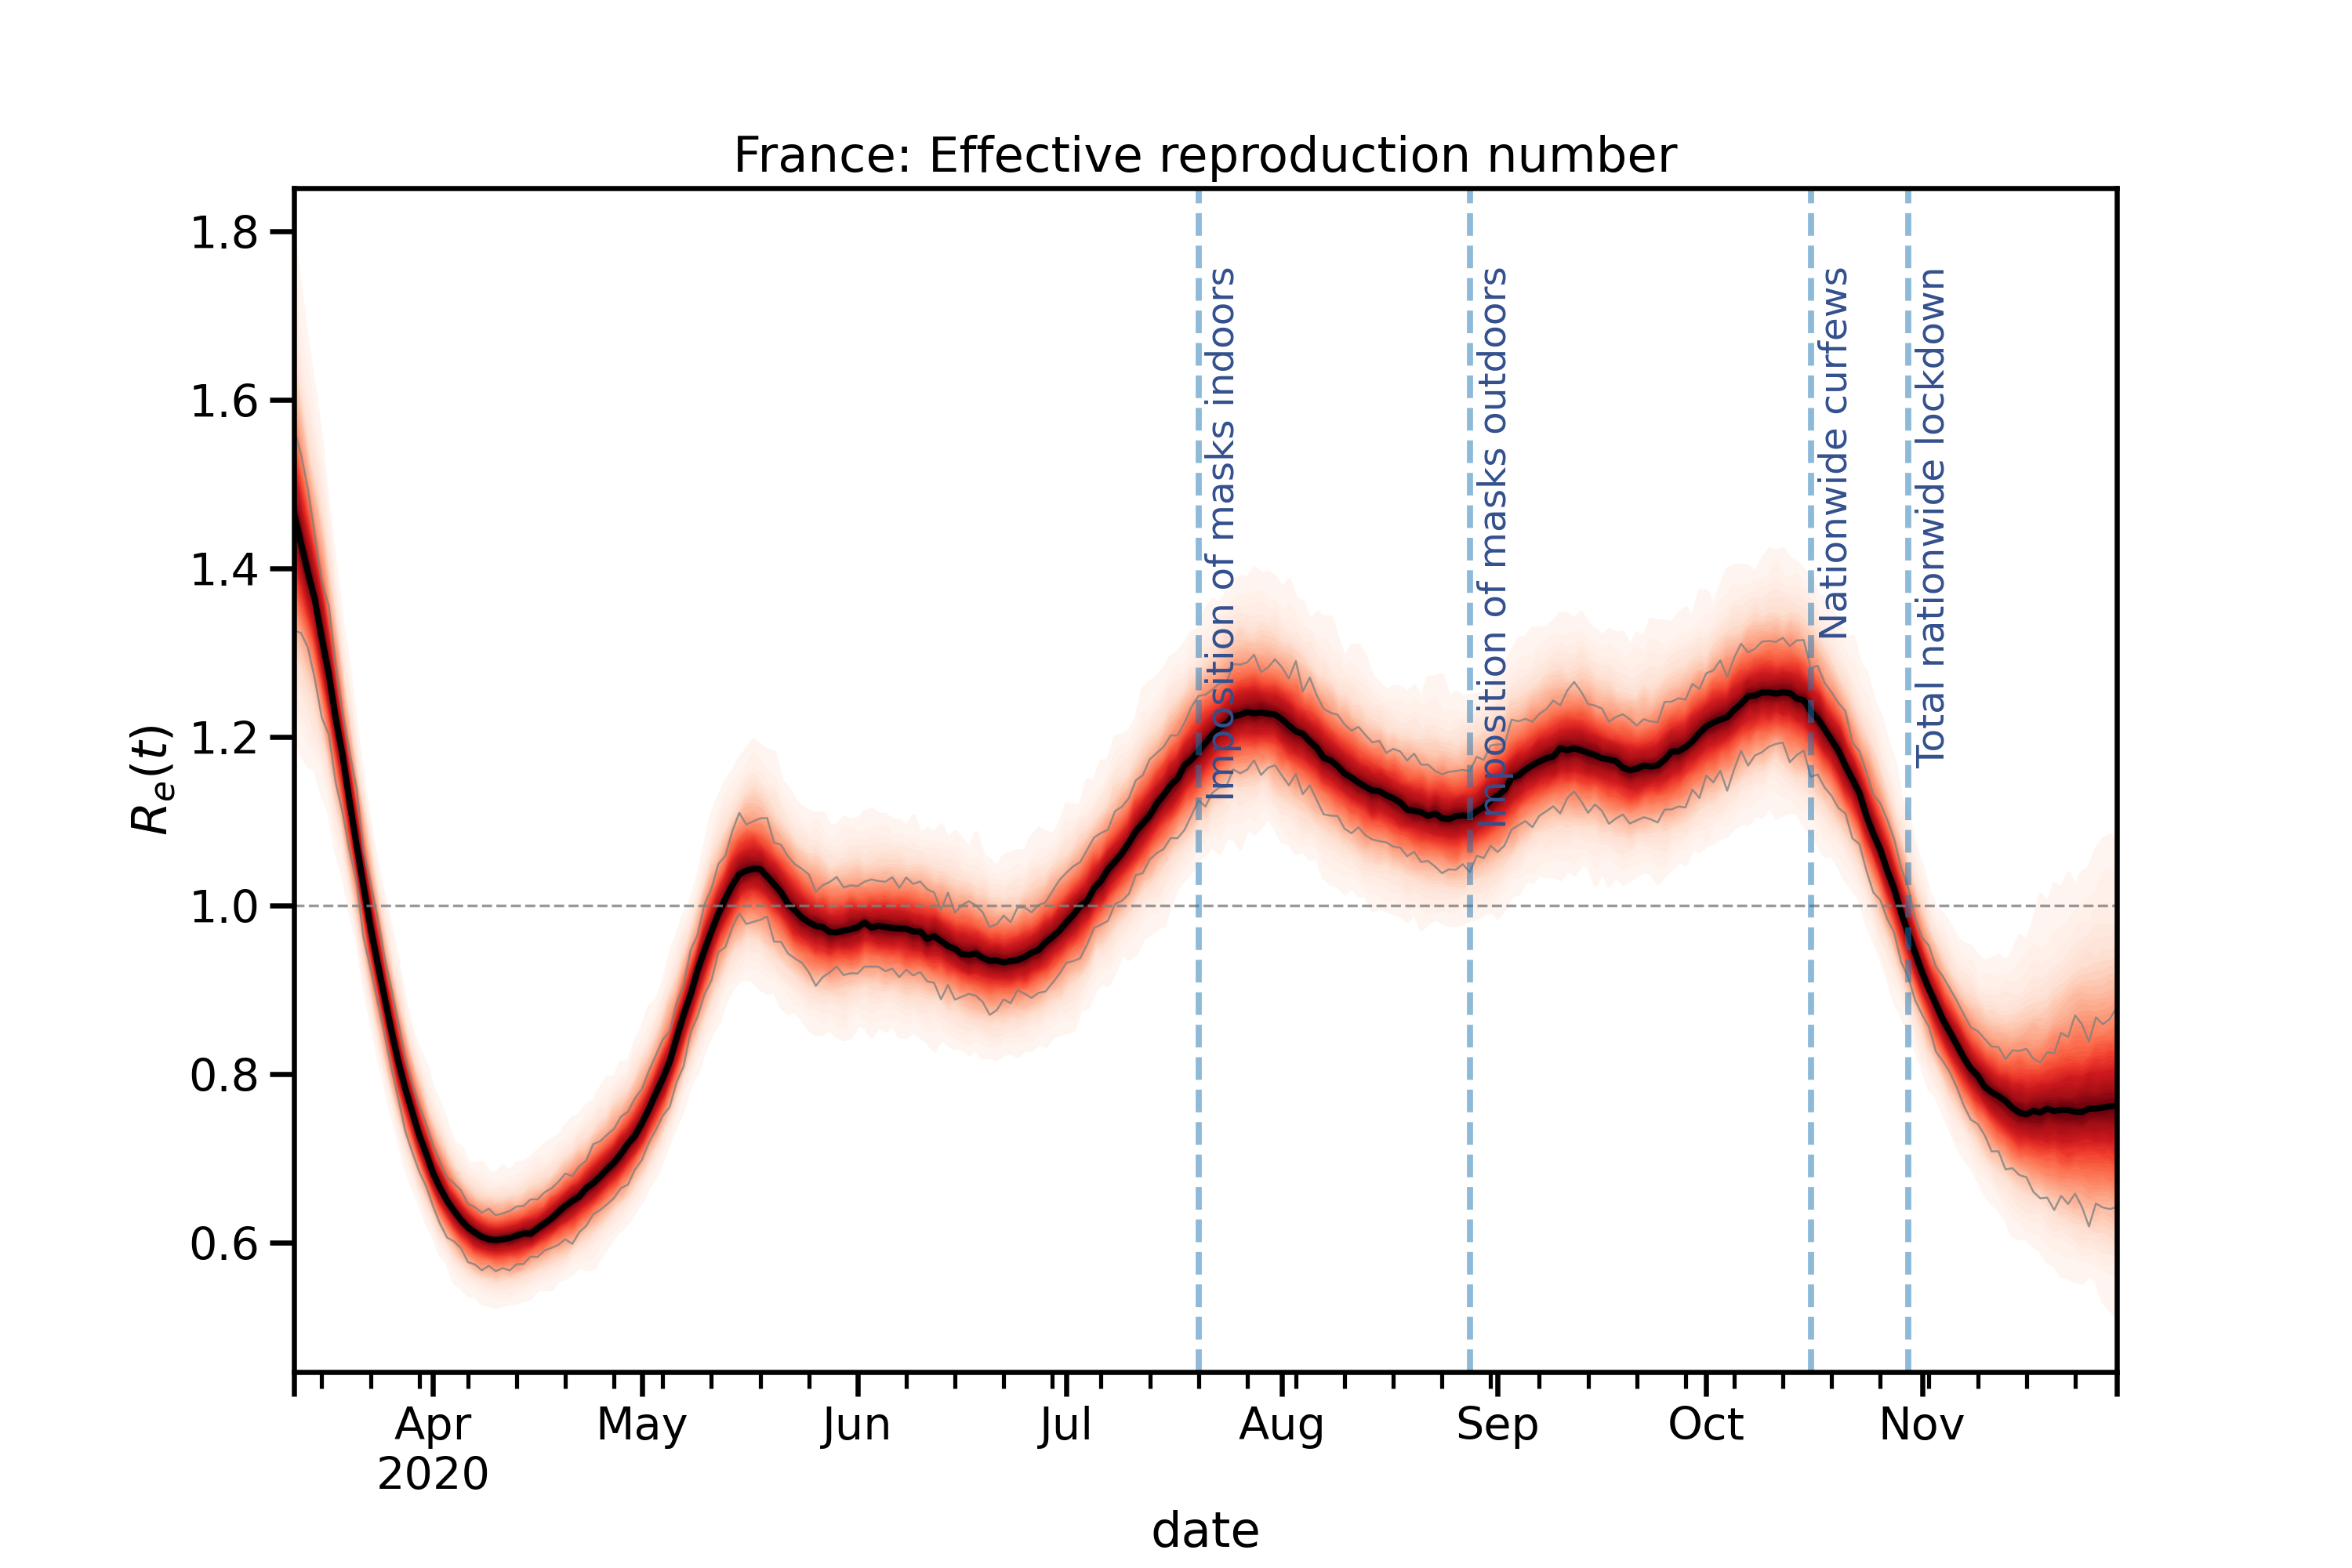 France: Effective reproduction number
1.8
1.6
1.4
1.2
1.0
0.8
0.6
Re(t)
Imposition of masks indoors
Imposition of masks outdoors
Nationwide curfews
Total nationwide lockdown
Apr May Jun Jul Aug Sep Oct Nov
2020
date